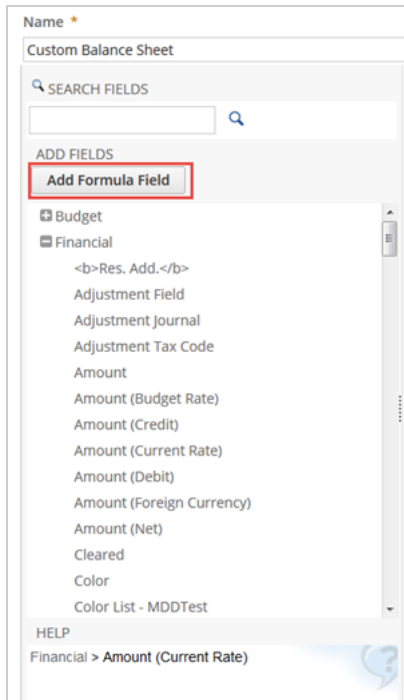 Name *
Custom Balance Sheet
SEARCH FIELDS
ADD FIELDS
Add Formula Field
Budget
Financial
<b>Res. Add.</b>
Adjustment Field
Adjustment Journal
Adjustment Tax Code
Amount
Amount (Budget Rate)
Amount (Credit)
Amount (Current Rate)
Amount (Debit)
Amount (Foreign Currency)
Amount (Net)
Cleared
Color
Color List - MDDTest
HELP
Financial > Amount (Current Rate)